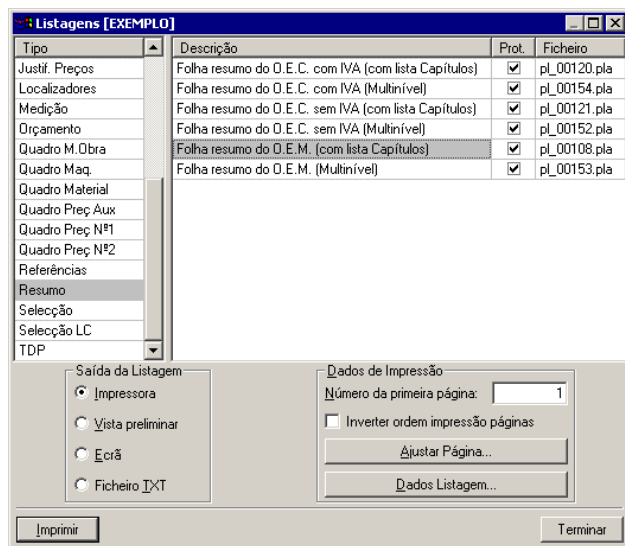 Listagens [EXEMPLO]
Tipo
Justif. Preços
Localizadores
Medição
Orçamento
Quadro M.Obra
Quadro Maq.
Quadro Material
Quadro Preç Aux
Quadro Preç Nº1
Quadro Preç Nº2
Referências
Resumo
Selecção
Selecção LC
TDP
Descrição Prot. Ficheiro
Folha resumo do O.E.C. com IVA (com lista Capítulos) pl_00120.pla
Folha resumo do O.E.C. com IVA (Multinível) pl_00154.pla
Folha resumo do O.E.C. sem IVA (com lista Capítulos) pl_00121.pla
Folha resumo do O.E.C. sem IVA (Multinível) pl_00152.pla
Folha resumo do O.E.M. (com lista Capítulos) pl_00108.pla
Folha resumo do O.E.M. (Multinível) pl_00153.pla
Saída da Listagem
Impressora
Vista preliminar
Ecrã
Ficheiro TXT
Dados de Impressão
Número da primeira página: 1
Inverter ordem impressão páginas
Ajustar Página...
Dados Listagem...
Imprimir Terminar